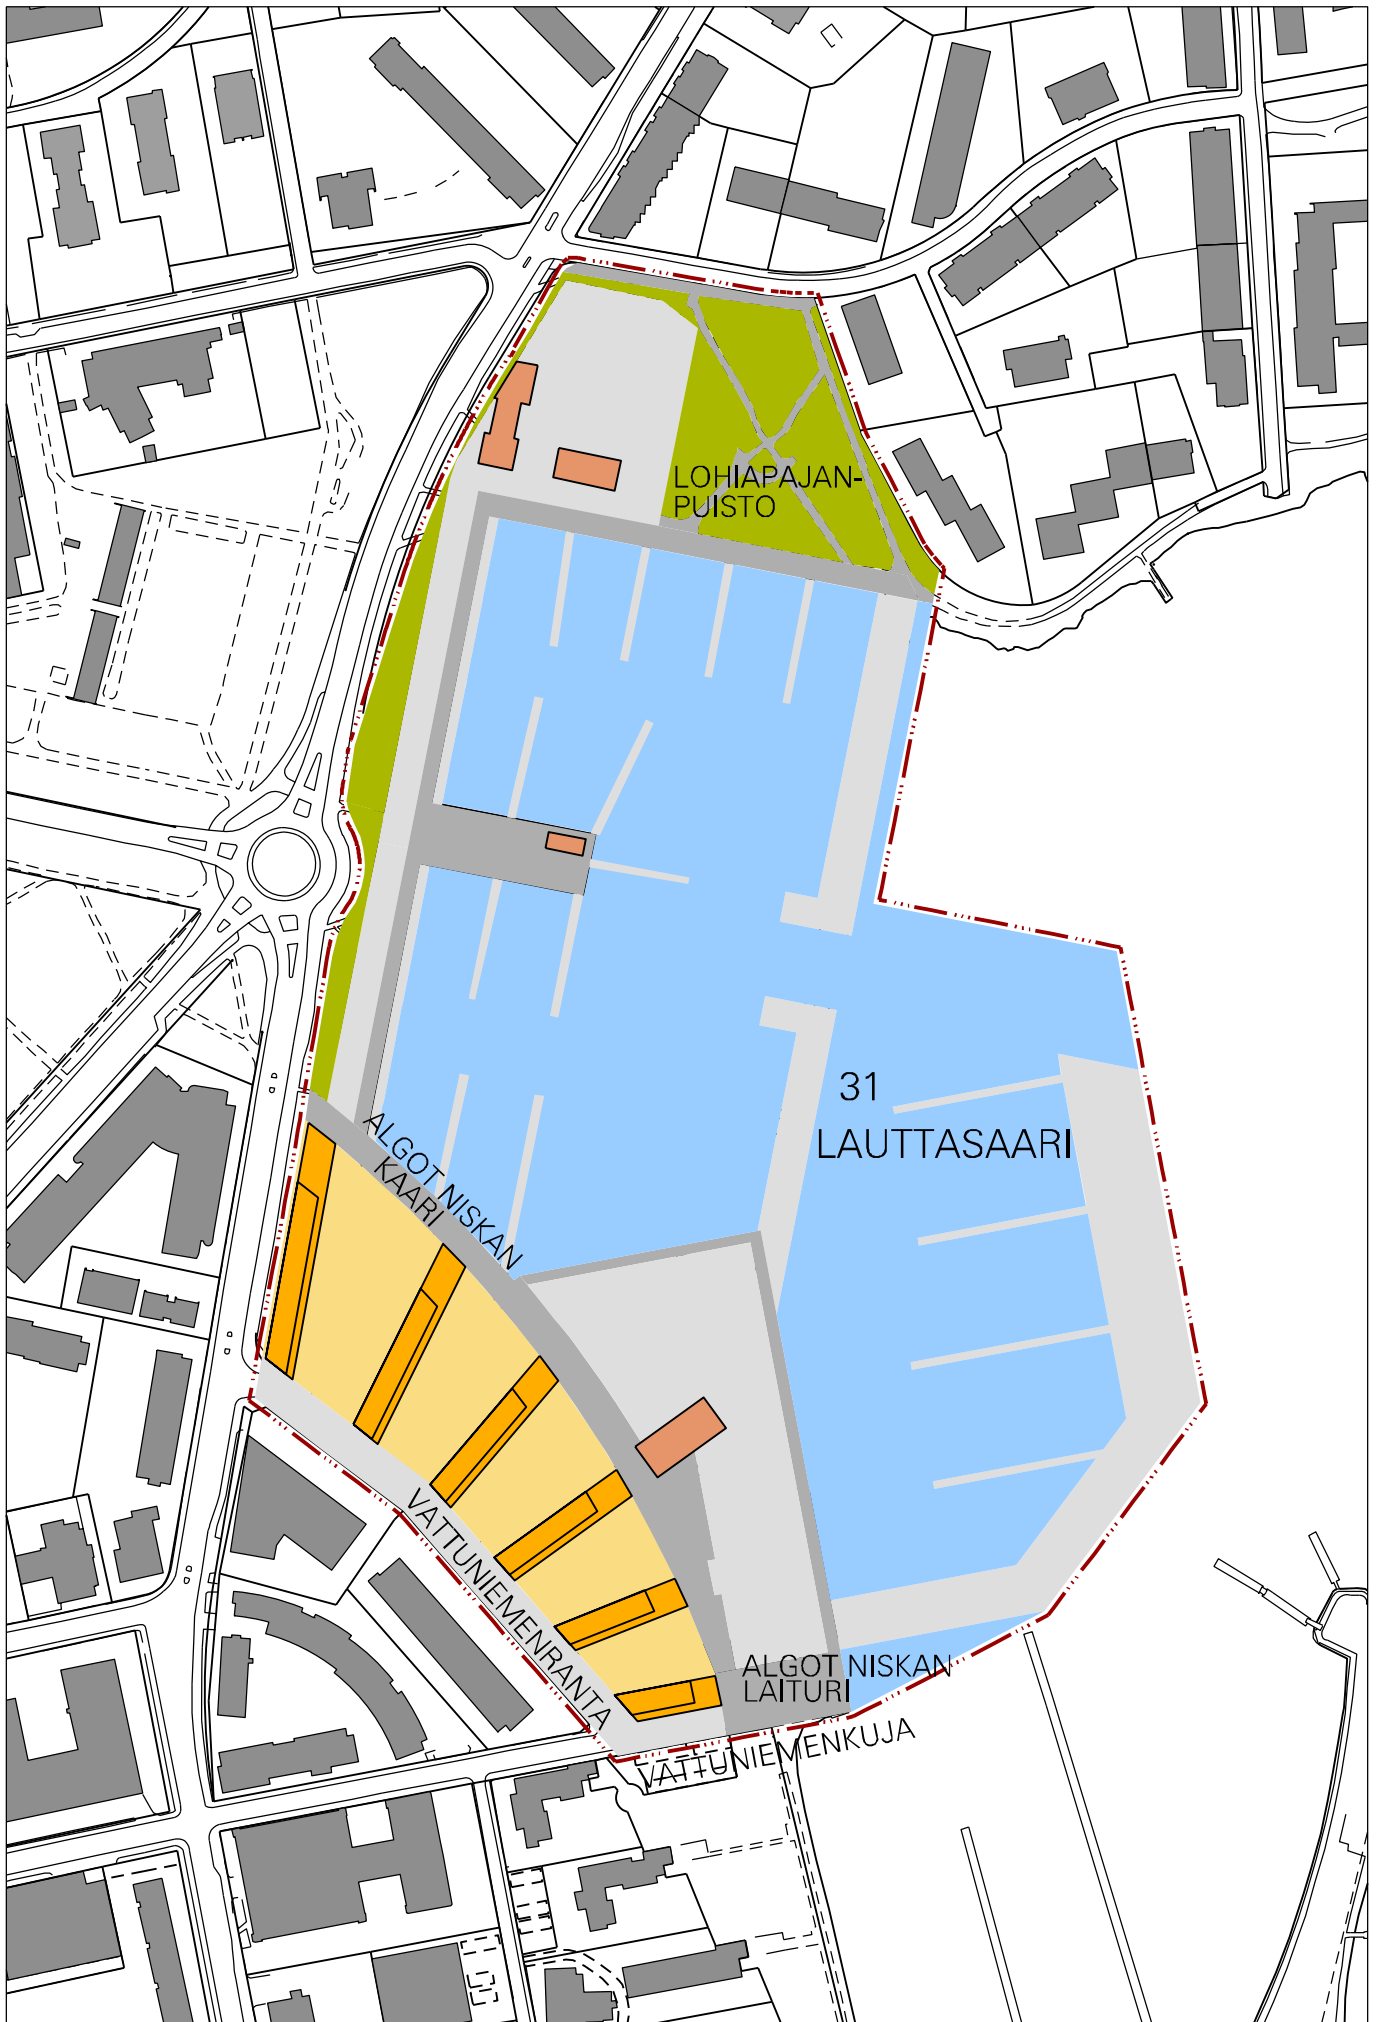 LOHIAPAJAN-
PUISTO
31
LAUTTASAARI
ALGOT NISKAN
KAARI
VATTUNIEMENRANTA
ALGOT NISKAN
LAITURI
VATTUNIEMENKUJA